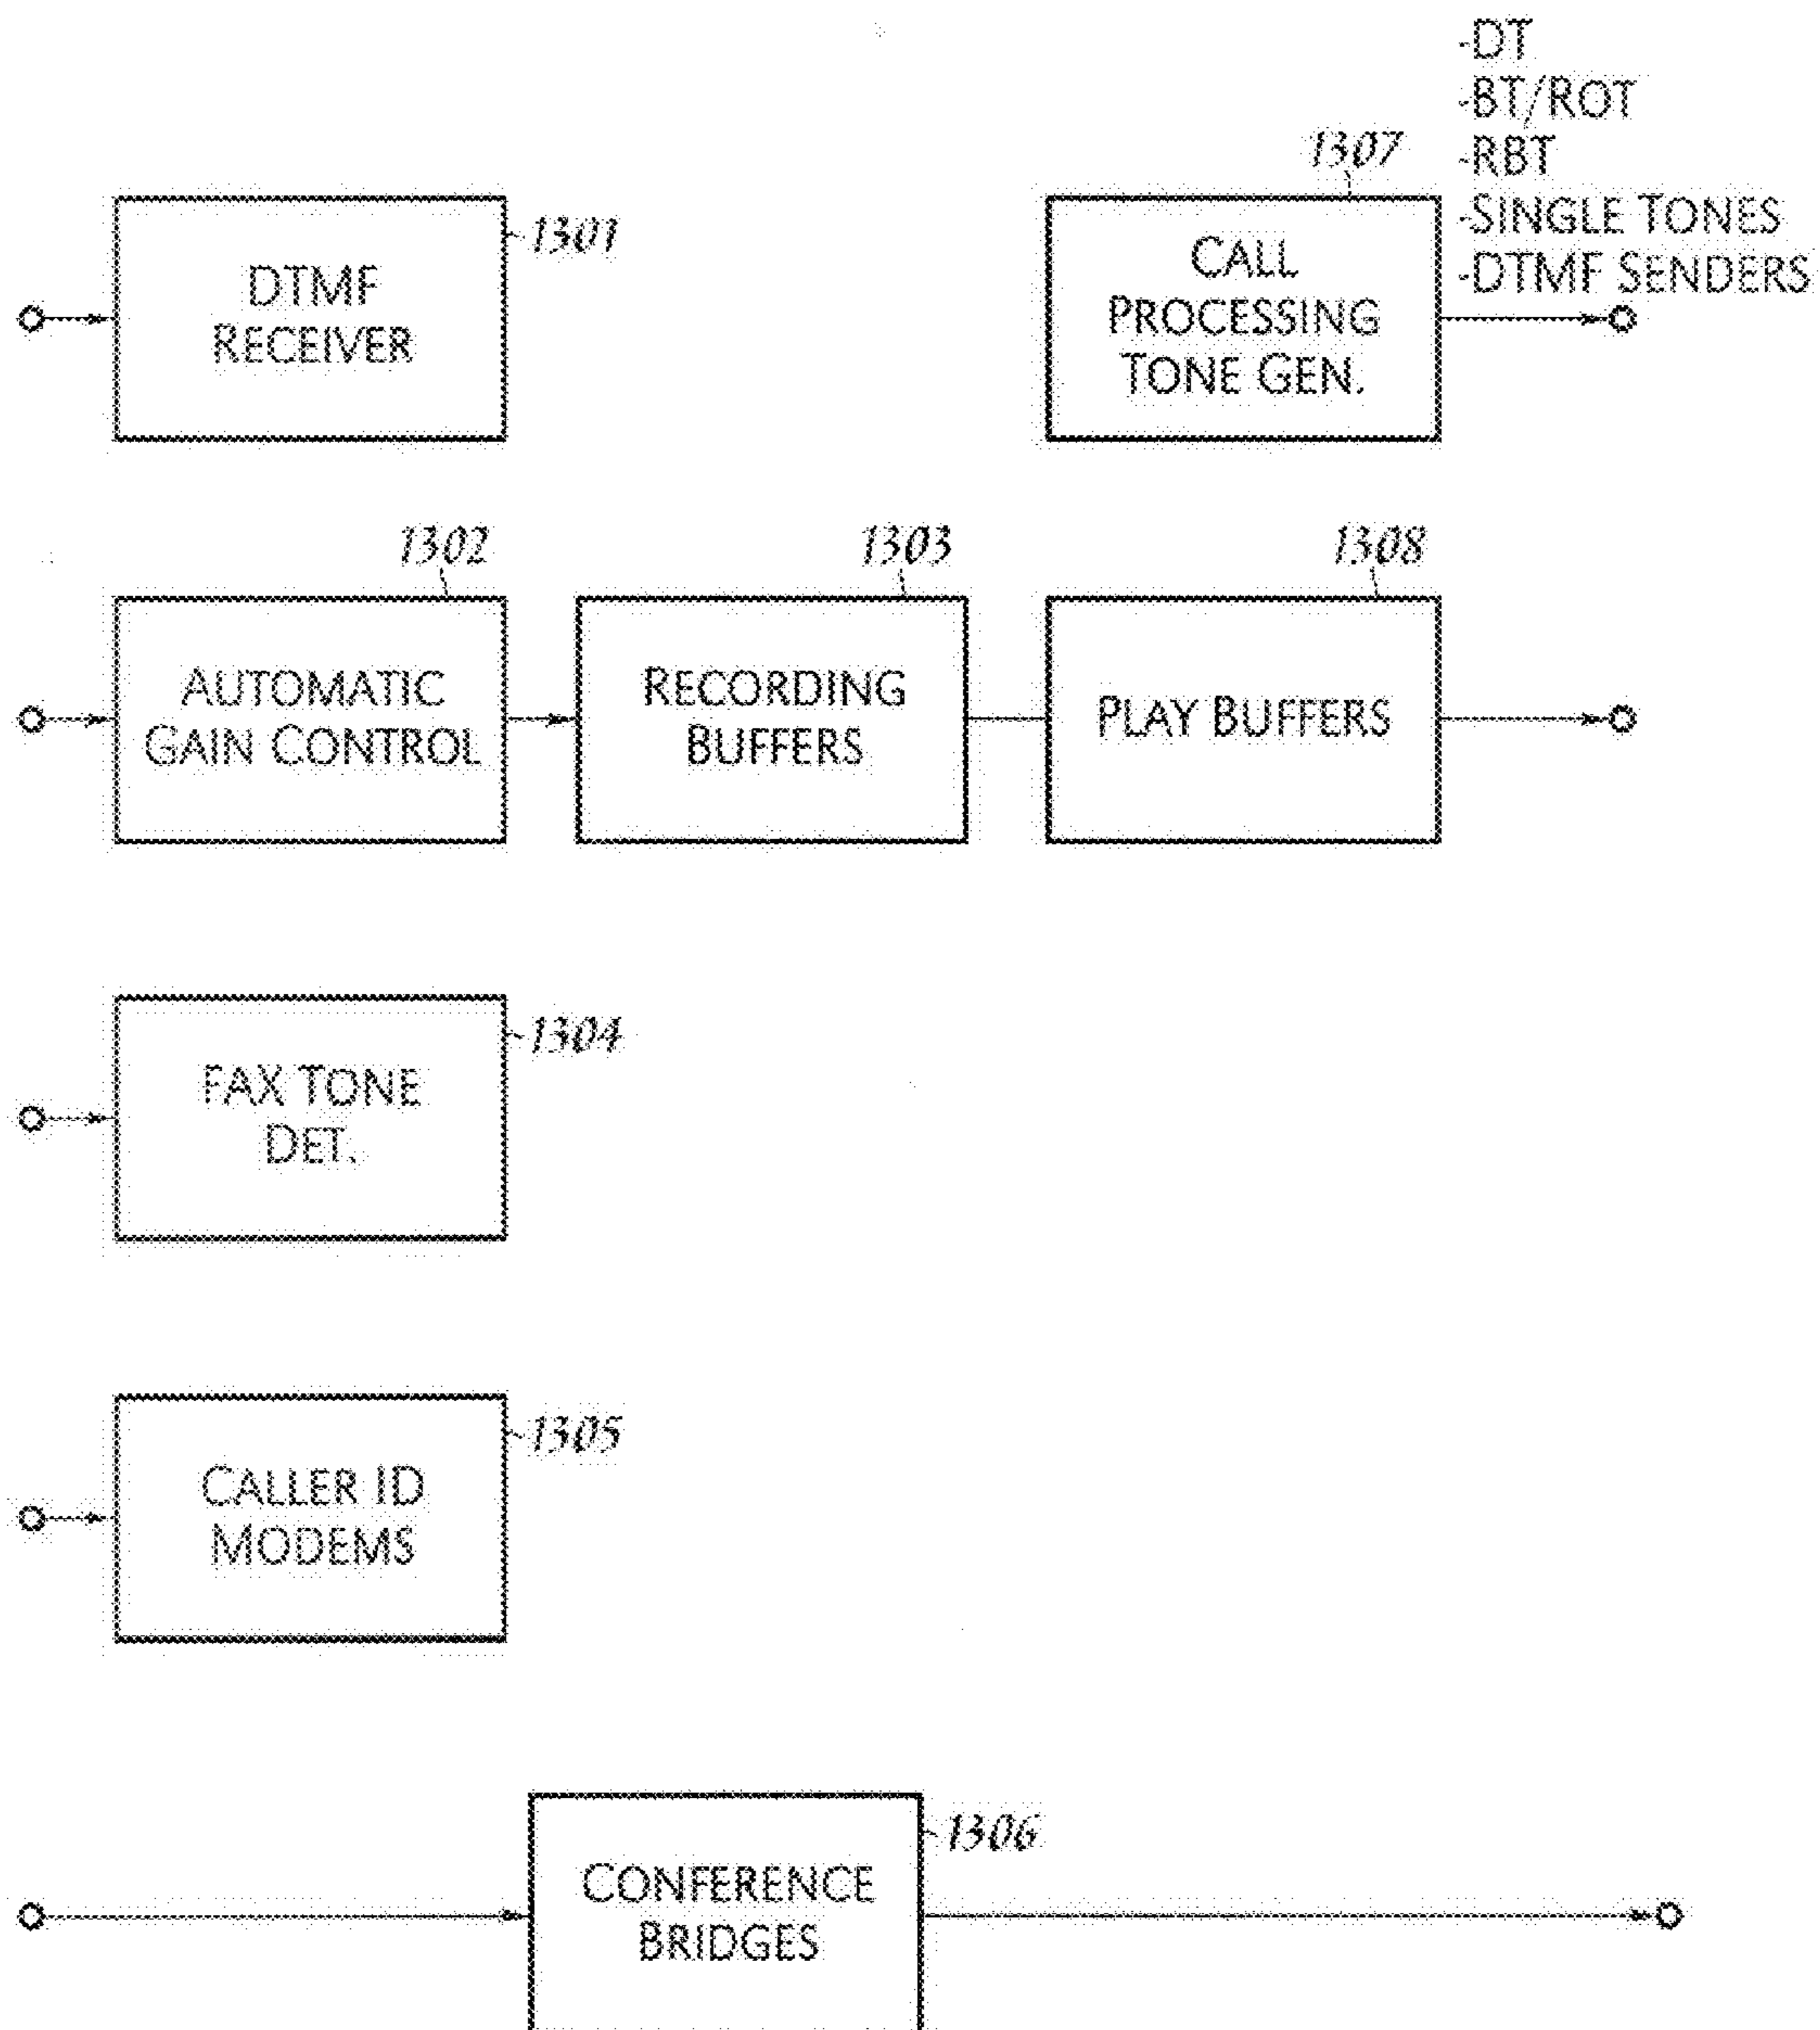 -DT
-BT/ROT
-RBT
-SINGLE TONES
-DTMF SENDERS
1307
1301
DTMF
RECEIVER
CALL
PROCESSING
TONE GEN.
1302
1303
1308
AUTOMATIC
GAIN CONTROL
RECORDING
BUFFERS
PLAY BUFFERS
1304
FAX TONE
DET.
1305
CALLER ID
MODEMS
1306
CONFERENCE
BRIDGES